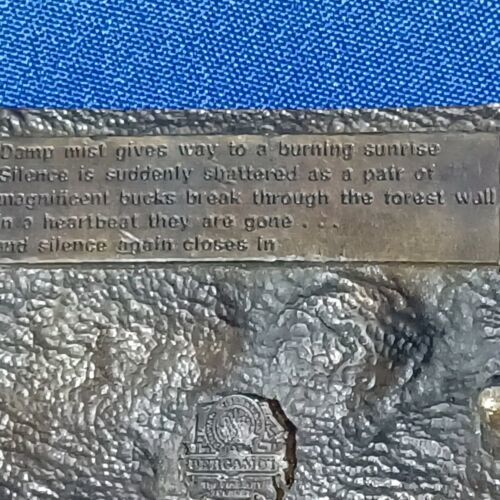 Damp mist gives way to a burning sunrise
Silence is suddenly shattered as a pair of
magnificent bucks break through the forest wall
in a heartbeat they are gone . . .
and silence again closes in
BERGAMOT